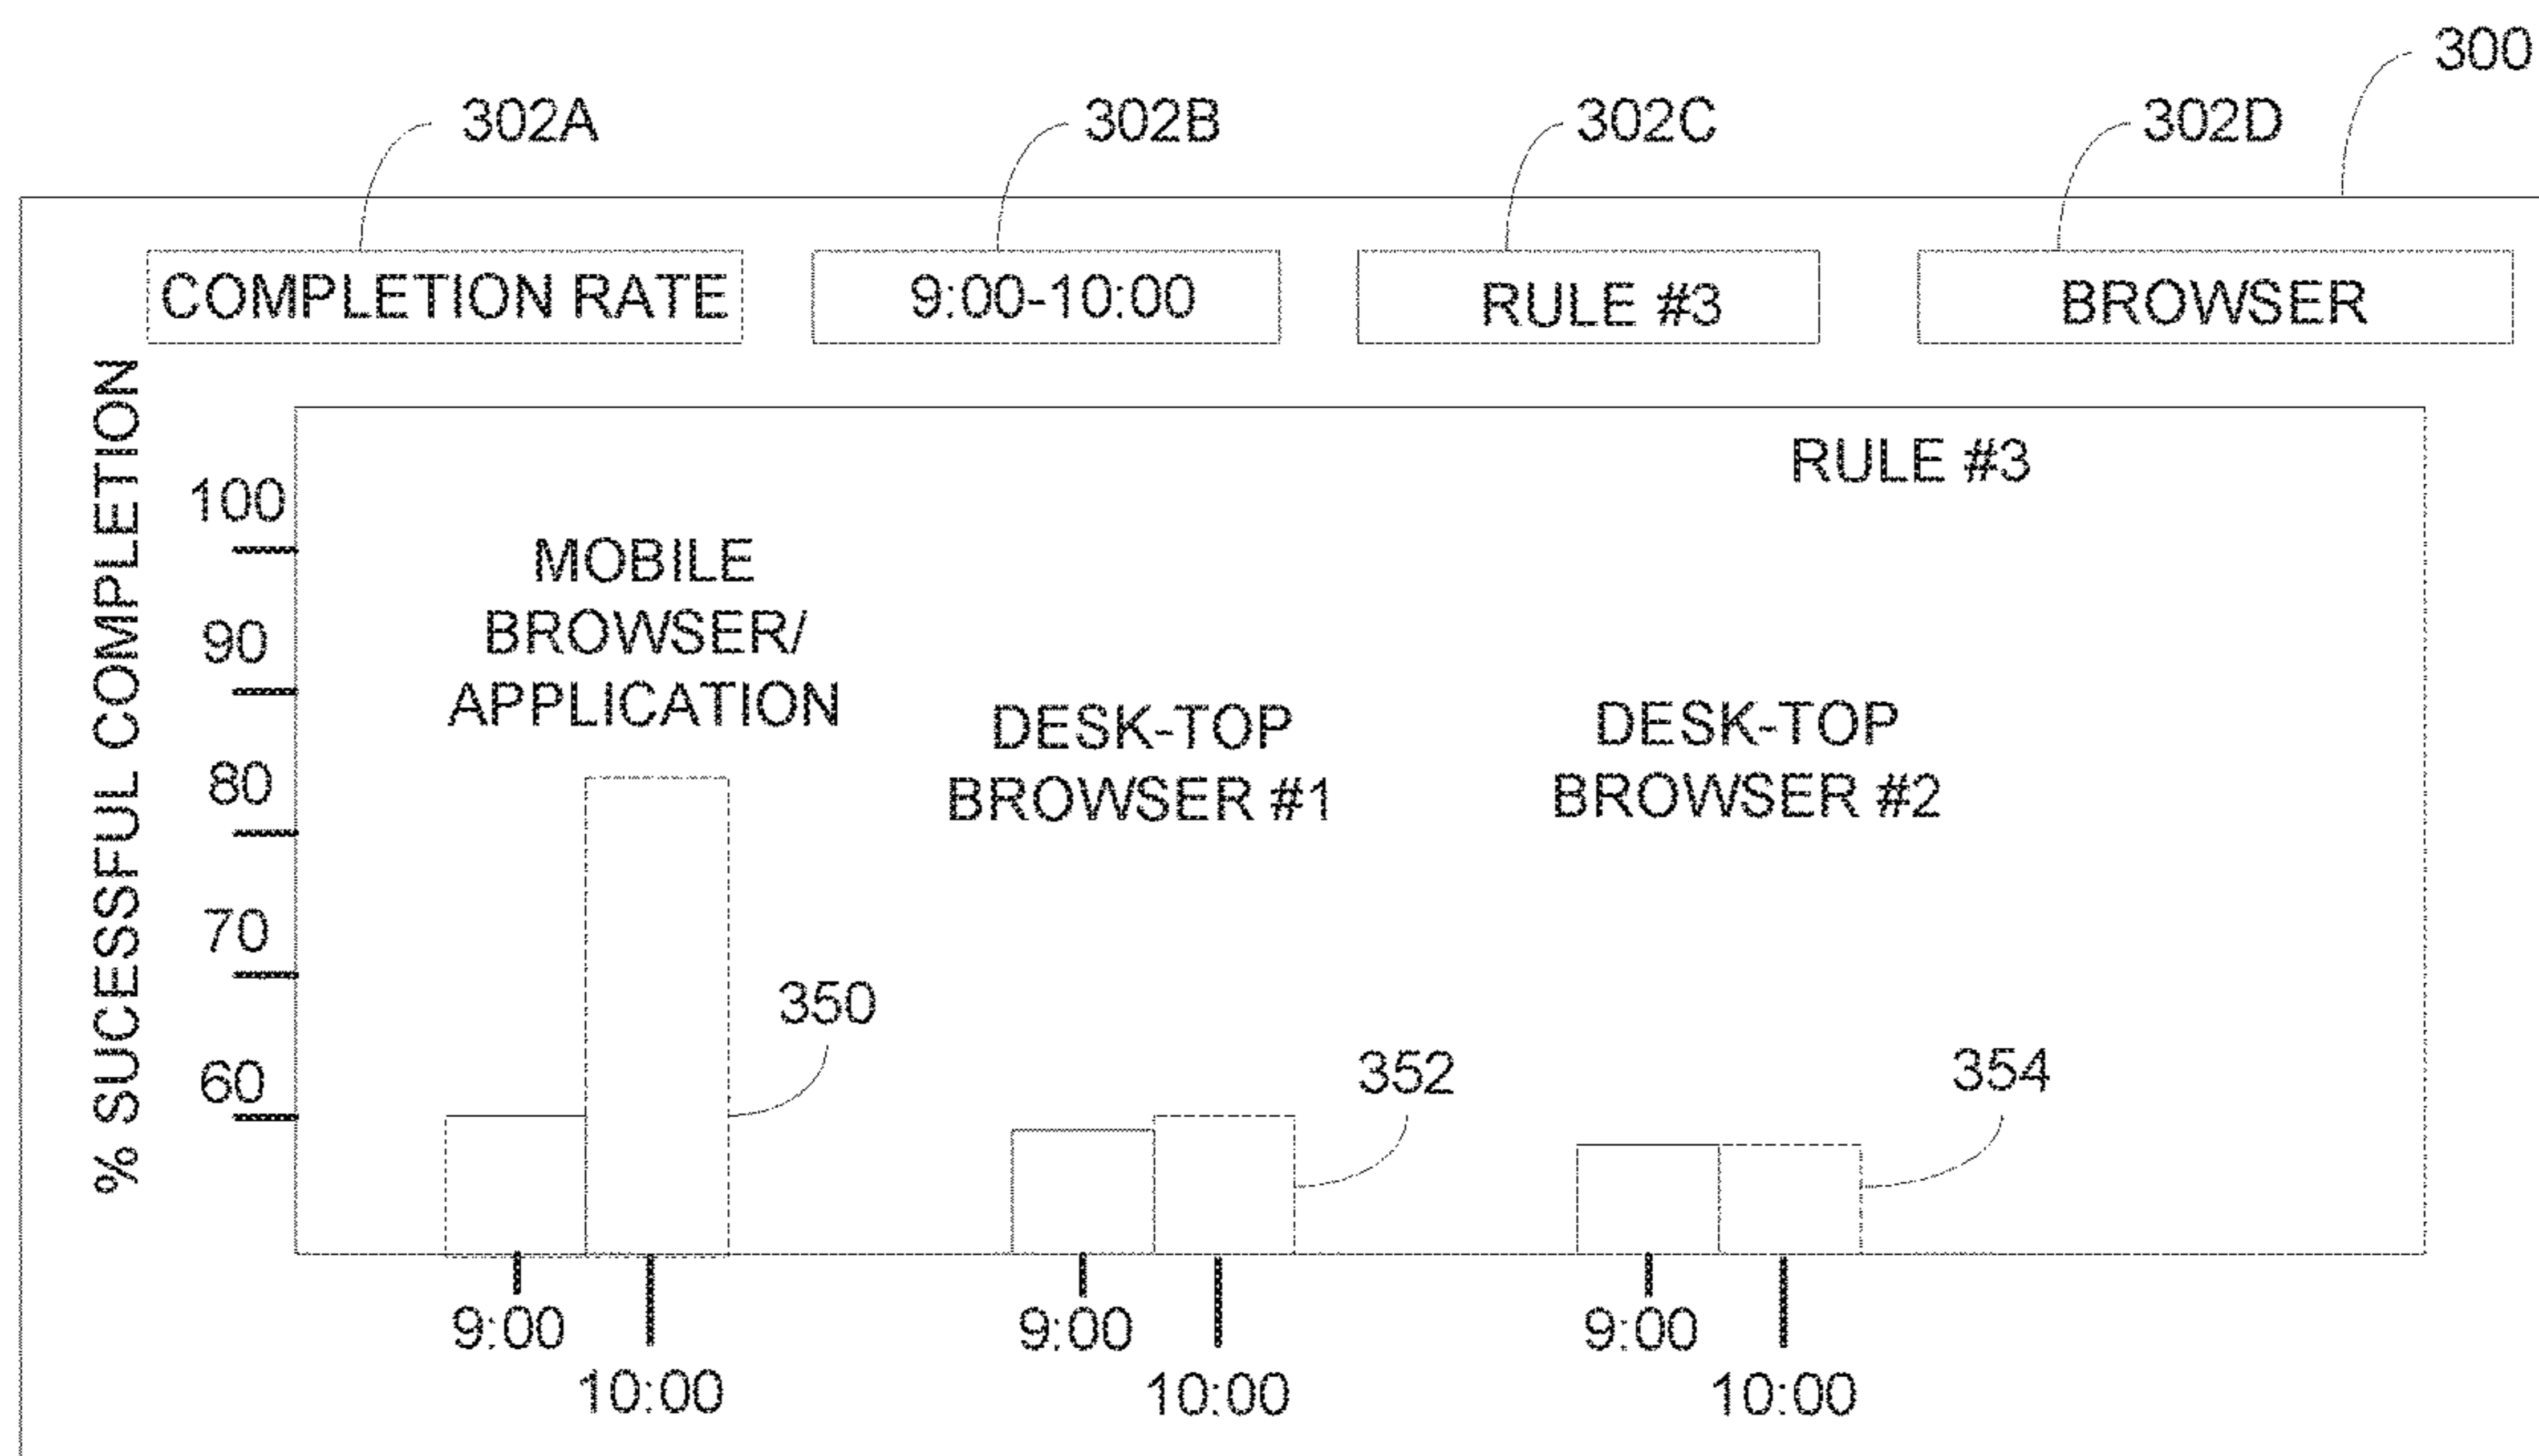 300
302A
302B
302C
302D
COMPLETION RATE
9:00-10:00
RULE #3
BROWSER
% SUCESSFUL COMPLETION
RULE #3
100
90
80
70
60
MOBILE
BROWSER/
APPLICATION
DESK-TOP
BROWSER #1
DESK-TOP
BROWSER #2
350
352
354
9:00
10:00
9:00
10:00
9:00
10:00